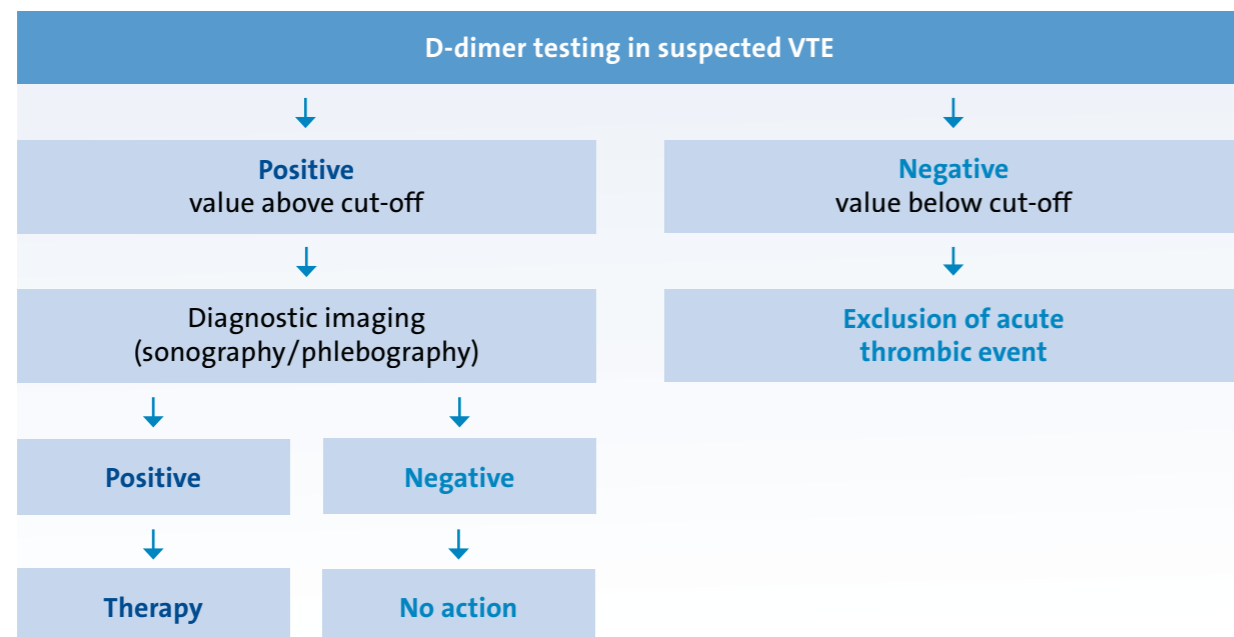 D-dimer testing in suspected VTE
Positive
value above cut-off
Negative
value below cut-off
Diagnostic imaging
(sonography/phlebography)
Exclusion of acute
thrombic event
Positive
Negative
Therapy
No action